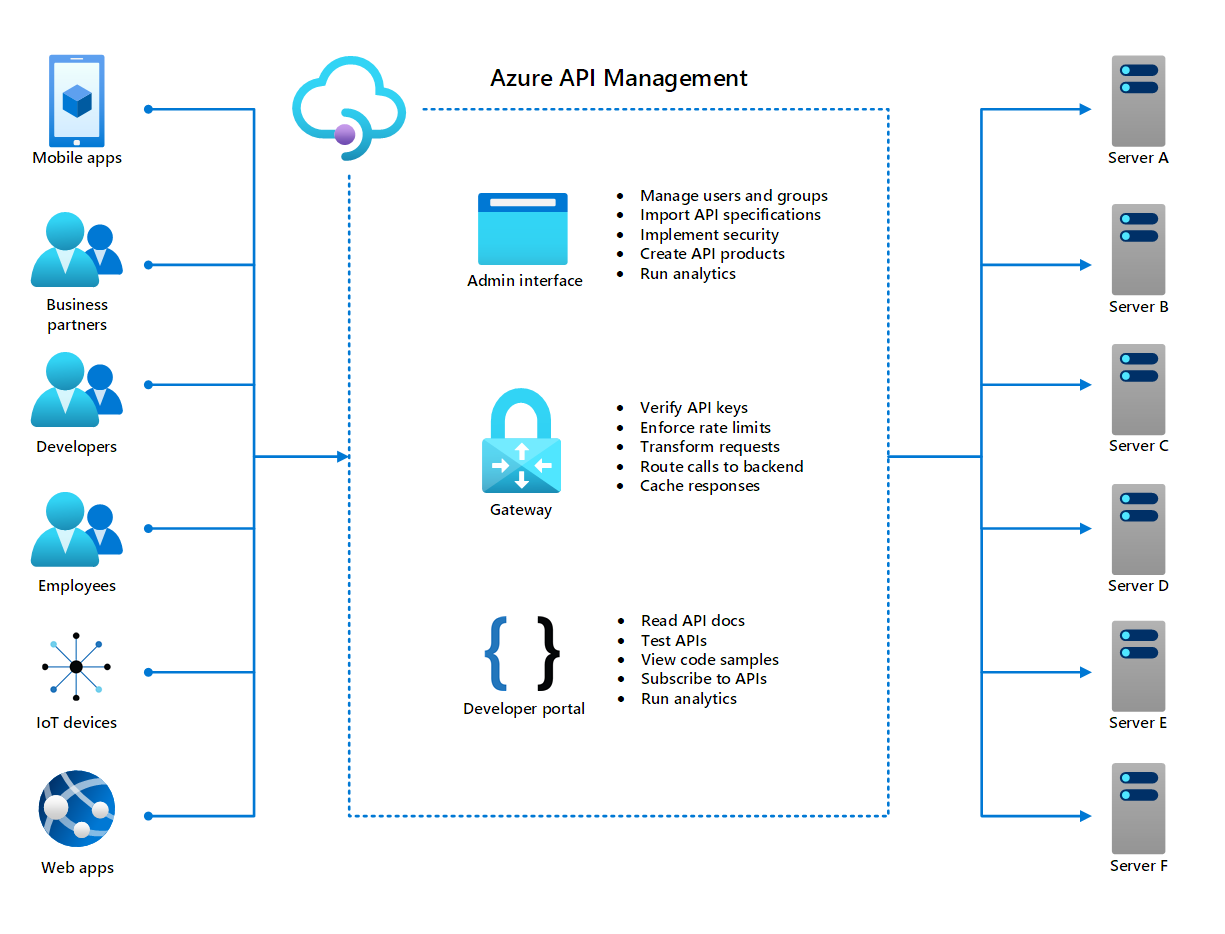 Azure API Management
Mobile apps
Business
partners
Developers
Employees
IoT devices
Web apps
Admin interface
• Manage users and groups
• Import API specifications
• Implement security
• Create API products
• Run analytics
Gateway
• Verify API keys
• Enforce rate limits
• Transform requests
• Route calls to backend
• Cache responses
Developer portal
• Read API docs
• Test APIs
• View code samples
• Subscribe to APIs
• Run analytics
Server A
Server B
Server C
Server D
Server E
Server F